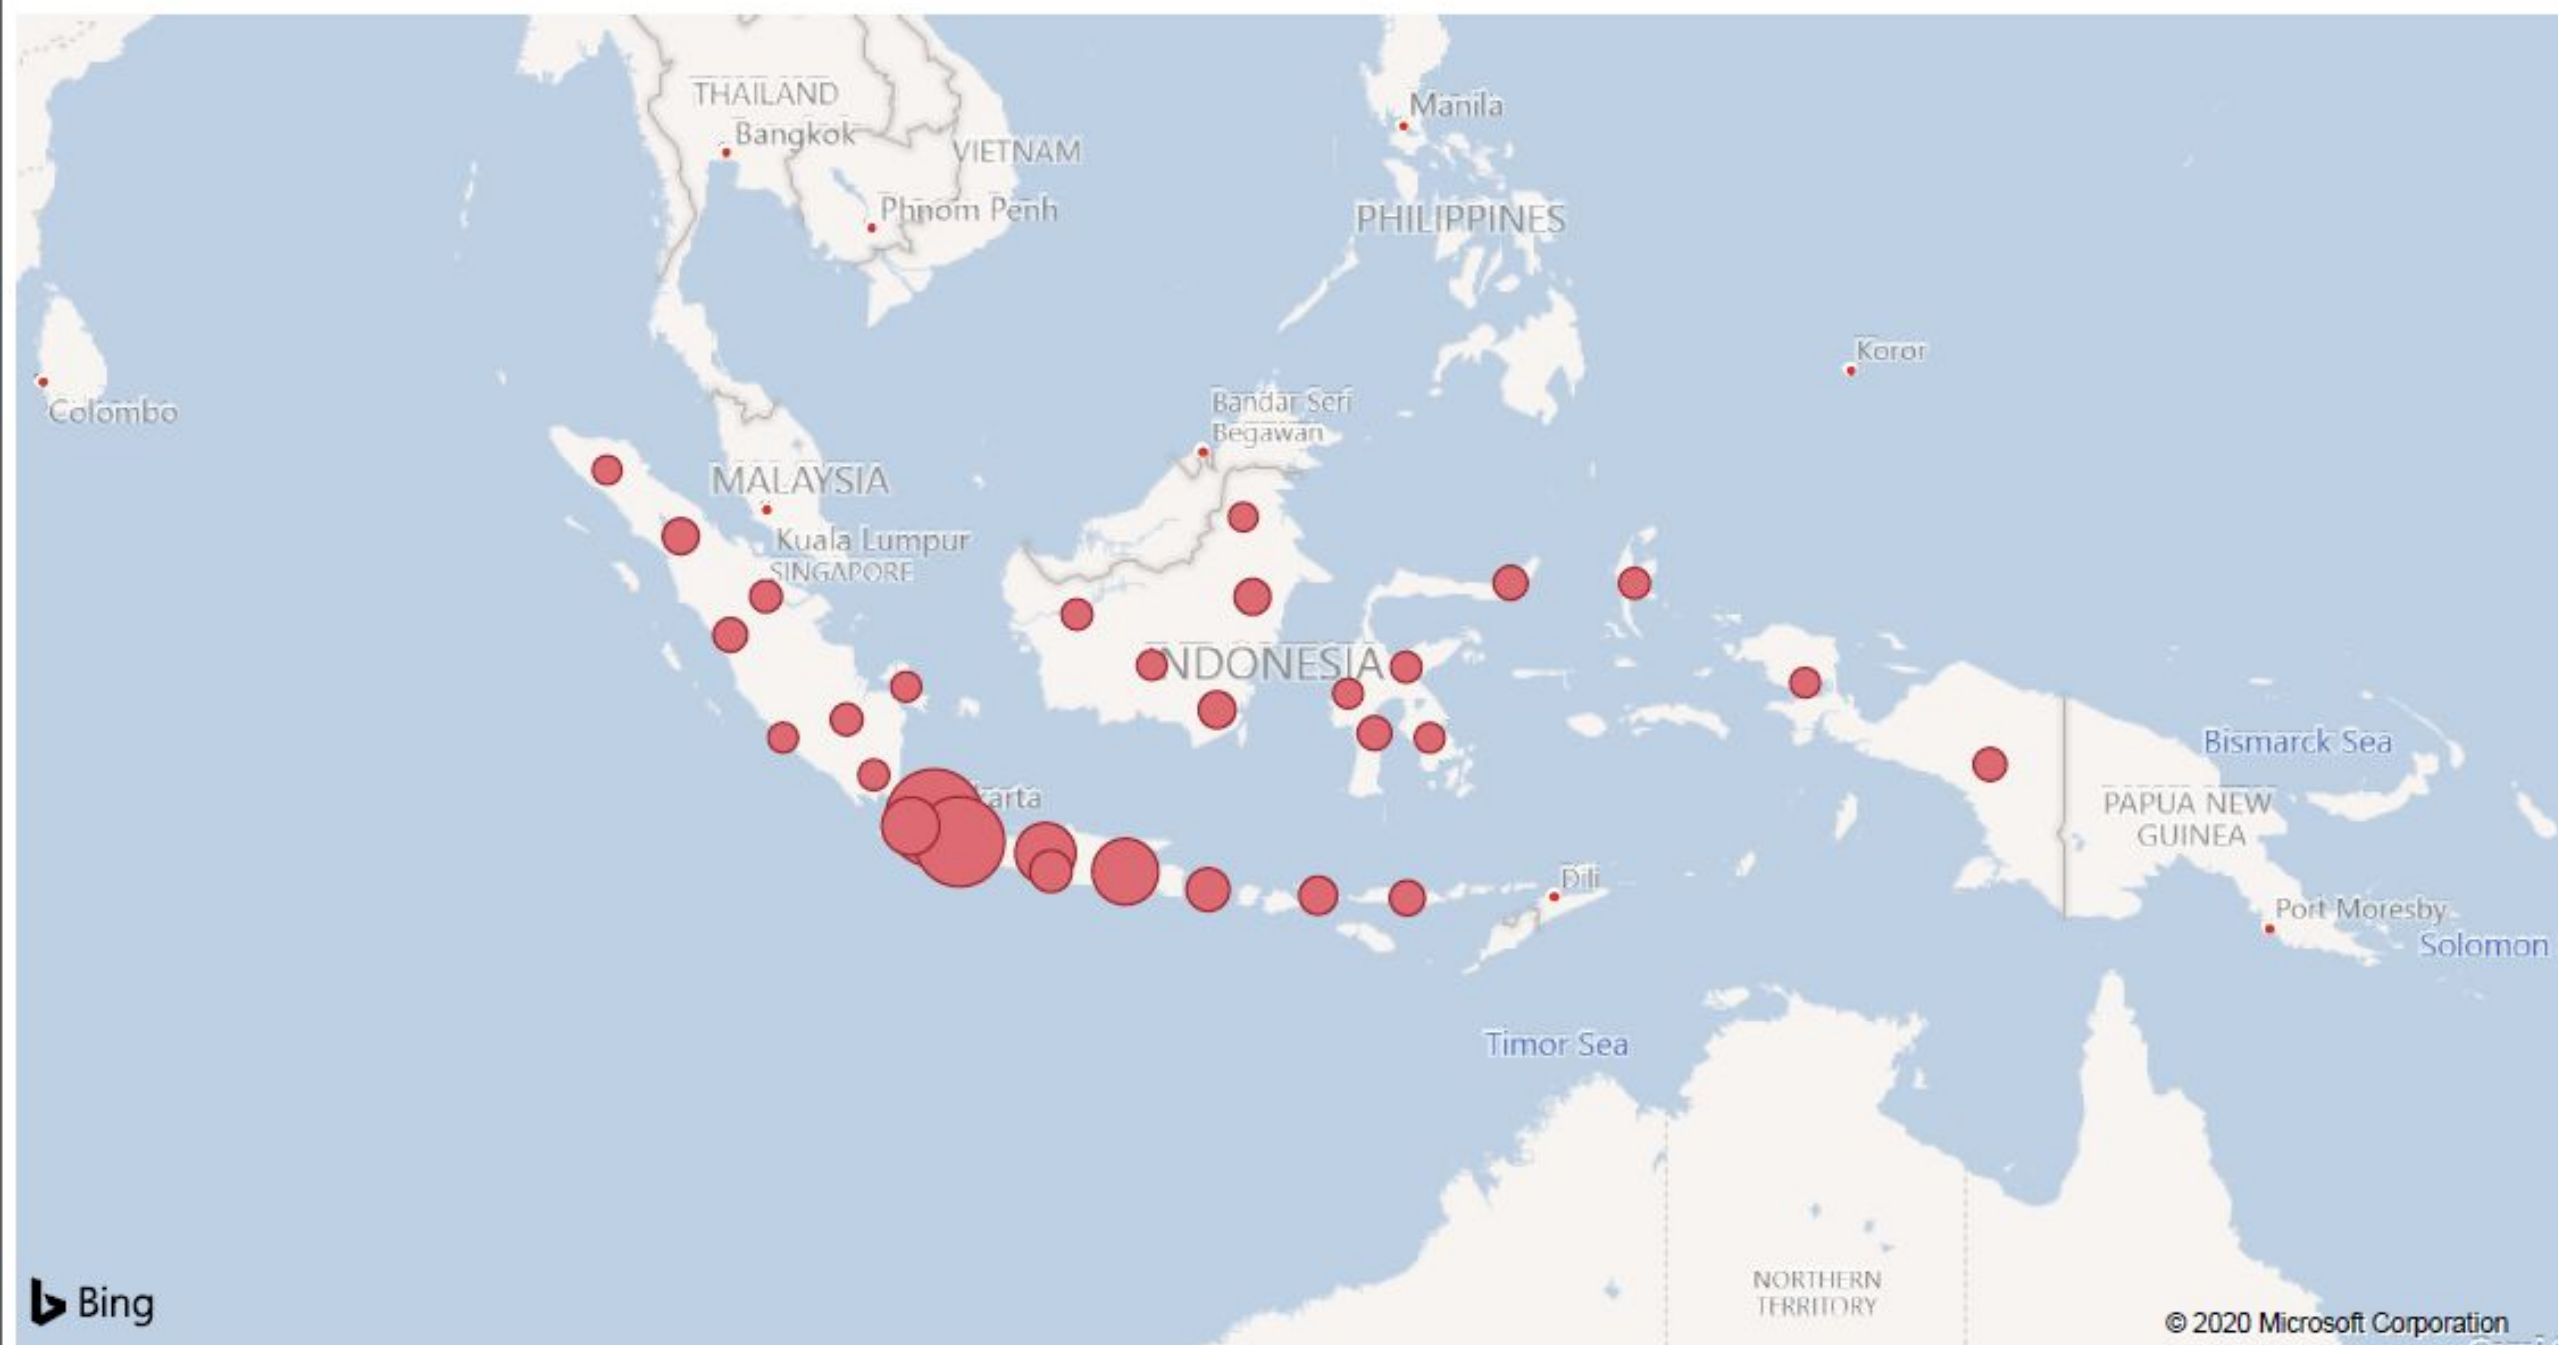 THAILAND
Bangkok
VIETNAM
Phnom Penh
Manila
PHILIPPINES
Koror
Colombo
Bandar Seri
Begawan
MALAYSIA
Kuala Lumpur
SINGAPORE
NDONESIA
karta
Bismarck Sea
PAPUA NEW
GUINEA
Dili
Port Moresby
Solomon
Timor Sea
NORTHERN
TERRITORY
Bing
© 2020 Microsoft Corporation